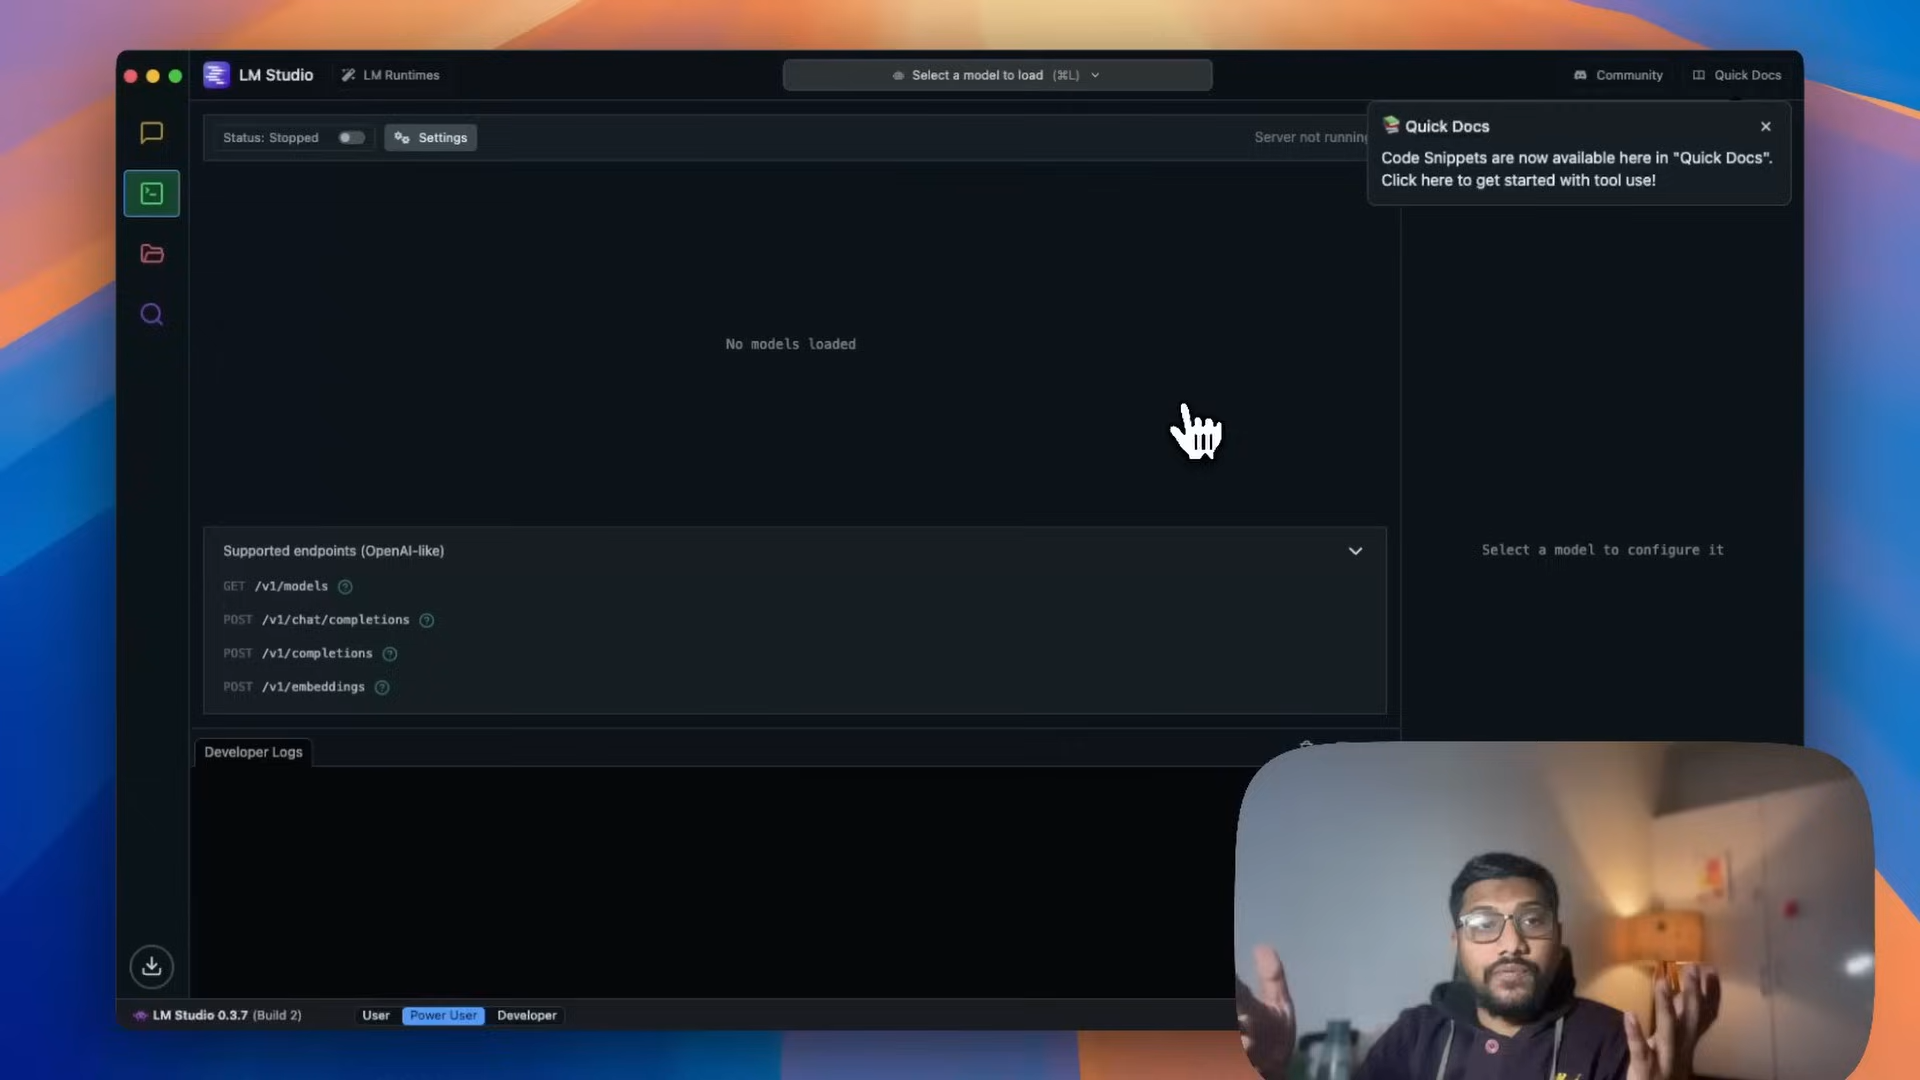 LM Studio
LM Runtimes
Select a model to load (⌘L)
Community
Quick Docs
Status: Stopped
Settings
Server not running
Quick Docs
Code Snippets are now available here in "Quick Docs".
Click here to get started with tool use!
No models loaded
Select a model to configure it
Supported endpoints (OpenAI-like)
GET /v1/models
POST /v1/chat/completions
POST /v1/completions
POST /v1/embeddings
Developer Logs
LM Studio 0.3.7 (Build 2)
User
Power User
Developer